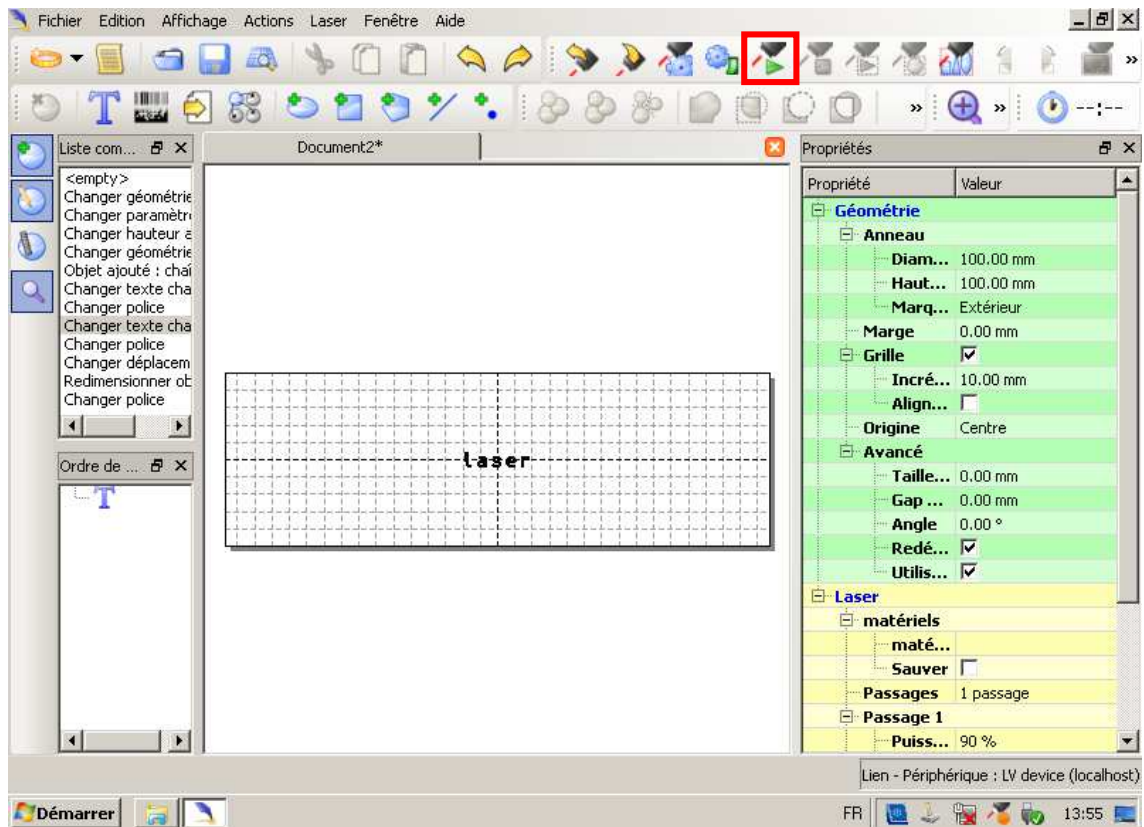 Fichier Edition Affichage Actions Laser Fenêtre Aide
»
» » --:--
Liste com...
<empty>
Changer géométrie
Changer paramètr
Changer hauteur a
Changer géométrie
Objet ajouté : chaî
Changer texte cha
Changer police
Changer texte cha
Changer police
Changer déplacem
Redimensionner ob
Changer police
Ordre de ...
T
Document2*
laser
Propriétés
Propriété Valeur
Géométrie
Anneau
Diam... 100.00 mm
Haut... 100.00 mm
Marq... Extérieur
Marge 0.00 mm
Grille
Incré... 10.00 mm
Align...
Origine Centre
Avancé
Taille... 0.00 mm
Gap ... 0.00 mm
Angle 0.00 °
Redé...
Utilis...
Laser
matériels
maté...
Sauver
Passages 1 passage
Passage 1
Puiss... 90 %
Lien - Périphérique : LV device (localhost)
Démarrer FR 13:55